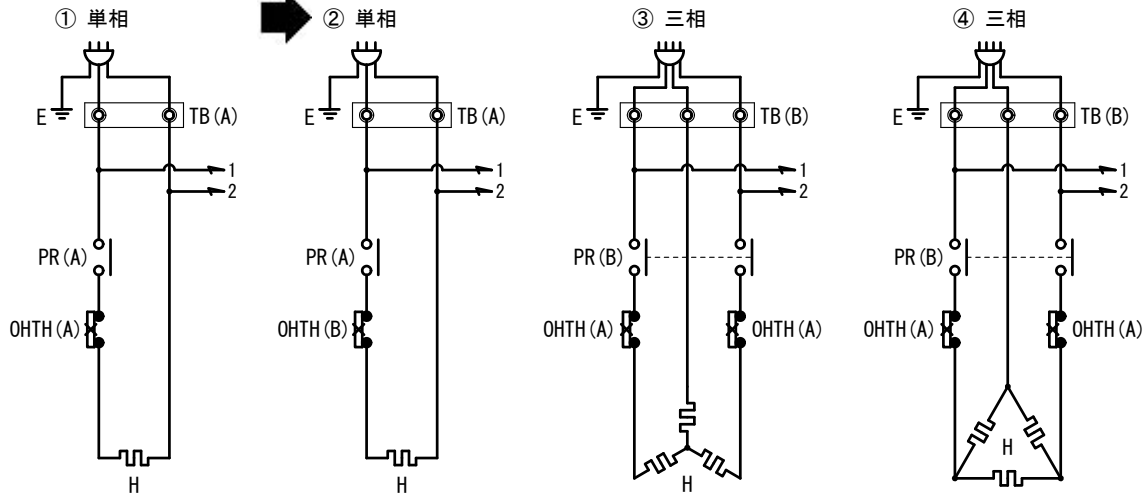 ① 単相
② 単相
③ 三相
④ 三相
E
TB(A)
E
TB(A)
E
TB(B)
E
TB(B)
1
2
1
2
1
2
1
2
PR(A)
PR(A)
PR(B)
PR(B)
OHTH(A)
OHTH(B)
OHTH(A)
OHTH(A)
OHTH(A)
OHTH(A)
H
H
H
H